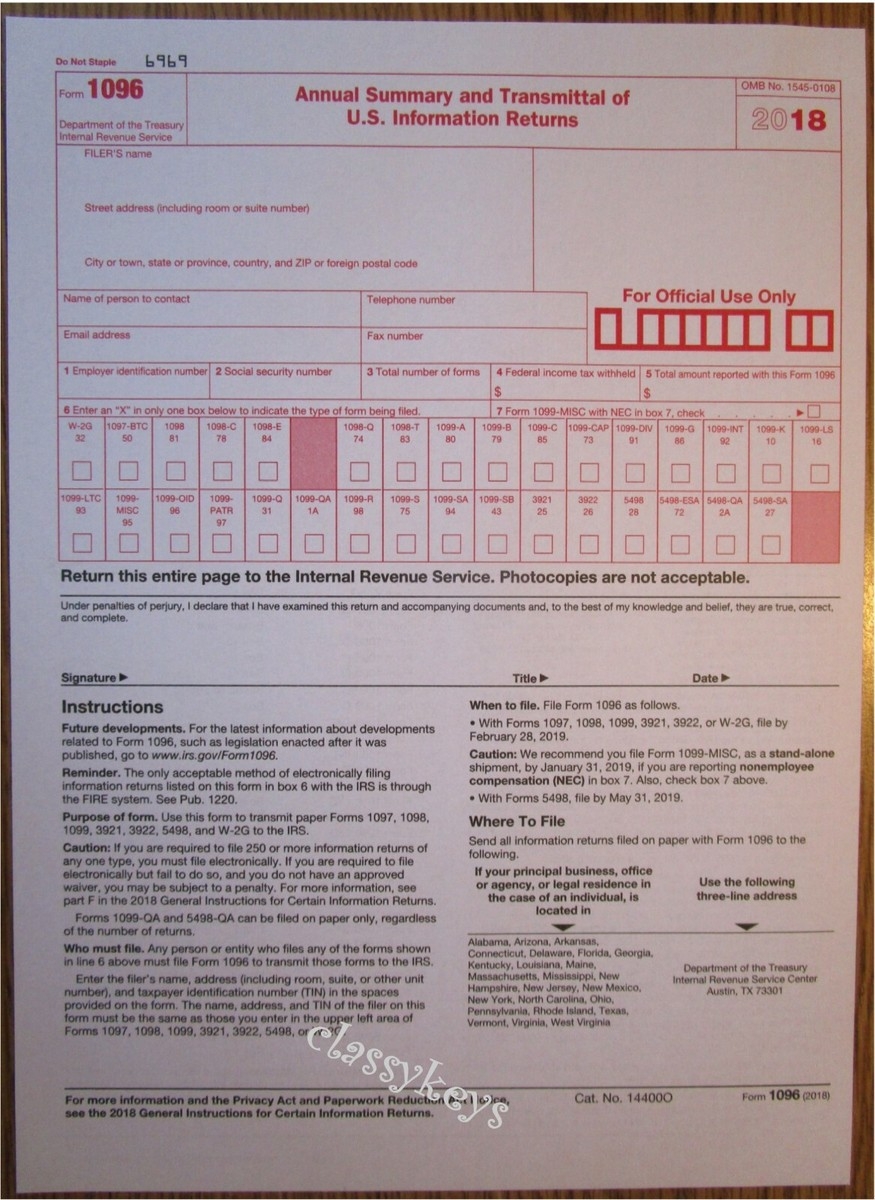 Do Not Staple 6969
Form 1096
Department of the Treasury
Internal Revenue Service
Annual Summary and Transmittal of
U.S. Information Returns
OMB No. 1545-0108
2018
FILER'S name
Street address (including room or suite number)
City or town, state or province, country, and ZIP or foreign postal code
Name of person to contact
Telephone number
Email address
Fax number
For Official Use Only
1 Employer identification number
2 Social security number
3 Total number of forms
4 Federal income tax withheld
$
5 Total amount reported with this Form 1096
$
6 Enter an "X" in only one box below to indicate the type of form being filed.
7 Form 1099-MISC with NEC in box 7, check . . . . . ▶
W-2G 32
1097-BTC 50
1098 81
1098-C 78
1098-E 84
1098-Q 74
1098-T 83
1099-A 80
1099-B 79
1099-C 85
1099-CAP 73
1099-DIV 91
1099-G 86
1099-INT 92
1099-K 10
1099-LS 16
1099-LTC 93
1099-MISC 95
1099-OID 96
1099-PATR 97
1099-Q 31
1099-QA 1A
1099-R 98
1099-S 75
1099-SA 94
1099-SB 43
3921 25
3922 26
5498 28
5498-ESA 72
5498-QA 2A
5498-SA 27
Return this entire page to the Internal Revenue Service. Photocopies are not acceptable.
Under penalties of perjury, I declare that I have examined this return and accompanying documents and, to the best of my knowledge and belief, they are true, correct,
and complete.
Signature ▶ Title ▶ Date ▶
Instructions
Future developments. For the latest information about developments
related to Form 1096, such as legislation enacted after it was
published, go to www.irs.gov/Form1096.
Reminder. The only acceptable method of electronically filing
information returns listed on this form in box 6 with the IRS is through
the FIRE system. See Pub. 1220.
Purpose of form. Use this form to transmit paper Forms 1097, 1098,
1099, 3921, 3922, 5498, and W-2G to the IRS.
Caution: If you are required to file 250 or more information returns of
any one type, you must file electronically. If you are required to file
electronically but fail to do so, and you do not have an approved
waiver, you may be subject to a penalty. For more information, see
part F in the 2018 General Instructions for Certain Information Returns.
Forms 1099-QA and 5498-QA can be filed on paper only, regardless
of the number of returns.
Who must file. Any person or entity who files any of the forms shown
in line 6 above must file Form 1096 to transmit those forms to the IRS.
Enter the filer's name, address (including room, suite, or other unit
number), and taxpayer identification number (TIN) in the spaces
provided on the form. The name, address, and TIN of the filer on this
form must be the same as those you enter in the upper left area of
Forms 1097, 1098, 1099, 3921, 3922, 5498, or W-2G.
When to file. File Form 1096 as follows.
• With Forms 1097, 1098, 1099, 3921, 3922, or W-2G, file by
February 28, 2019.
Caution: We recommend you file Form 1099-MISC, as a stand-alone
shipment, by January 31, 2019, if you are reporting nonemployee
compensation (NEC) in box 7. Also, check box 7 above.
• With Forms 5498, file by May 31, 2019.
Where To File
Send all information returns filed on paper with Form 1096 to the
following.
If your principal business, office
or agency, or legal residence in
the case of an individual, is
located in
Use the following
three-line address
Alabama, Arizona, Arkansas,
Connecticut, Delaware, Florida, Georgia,
Kentucky, Louisiana, Maine,
Massachusetts, Mississippi, New
Hampshire, New Jersey, New Mexico,
New York, North Carolina, Ohio,
Pennsylvania, Rhode Island, Texas,
Vermont, Virginia, West Virginia
Department of the Treasury
Internal Revenue Service Center
Austin, TX 73301
classykeys
For more information and the Privacy Act and Paperwork Reduction Act Notice,
see the 2018 General Instructions for Certain Information Returns.
Cat. No. 14400O
Form 1096 (2018)